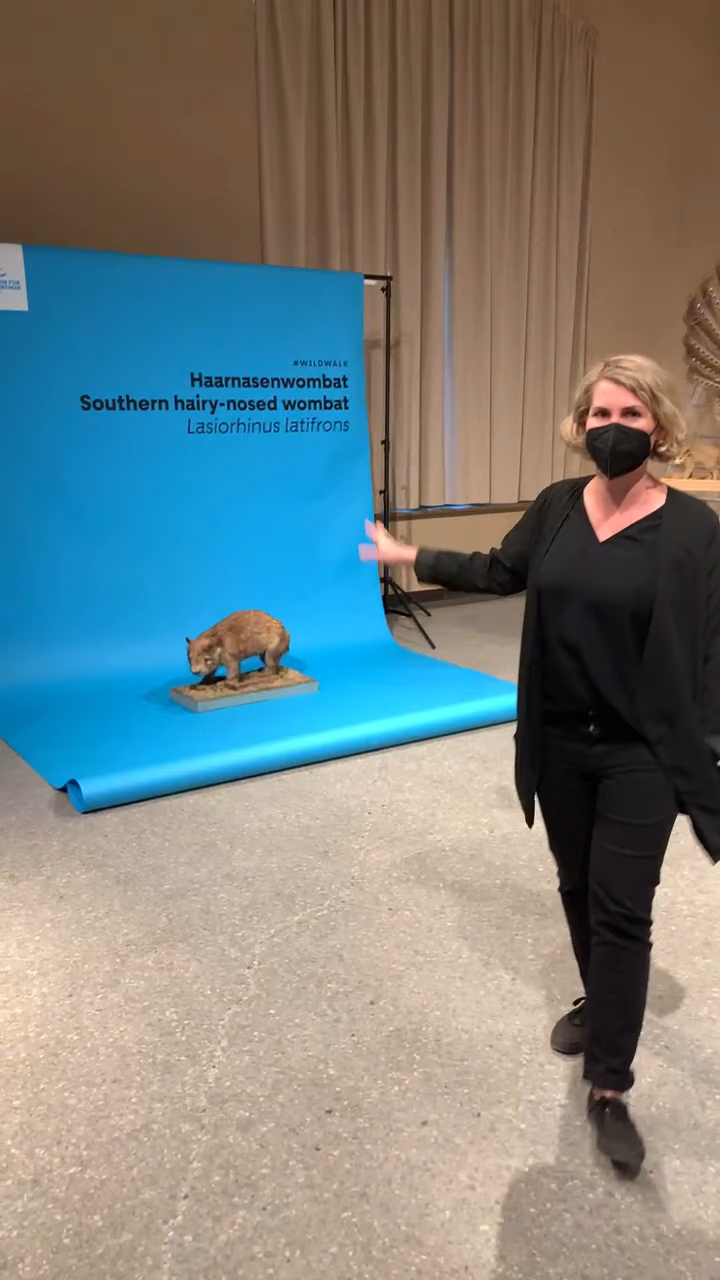 #WILDWALK
Haarnasenwombat
Southern hairy-nosed wombat
Lasiorhinus latifrons